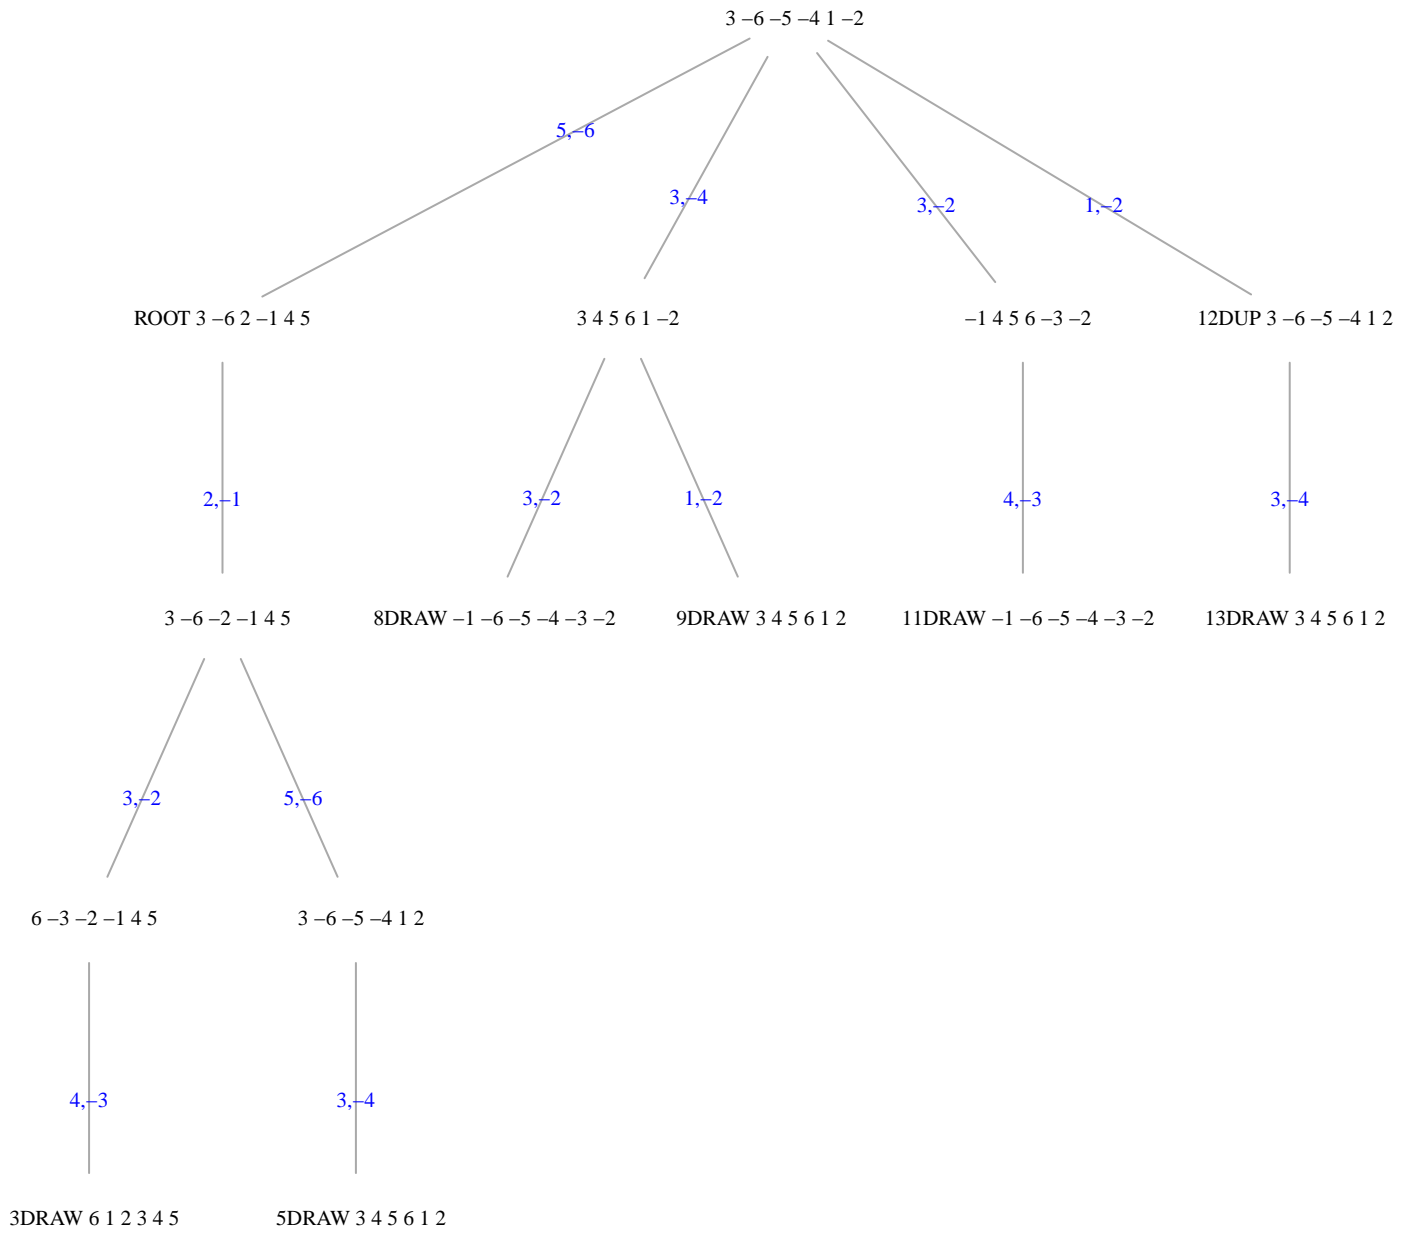 3 –6 –5 –4 1 –2
5,–6
3,–4
3,–2
1,–2
ROOT 3 –6 2 –1 4 5
3 4 5 6 1 –2
–1 4 5 6 –3 –2
12DUP 3 –6 –5 –4 1 2
2,–1
3,–2
1,–2
4,–3
3,–4
3 –6 –2 –1 4 5
8DRAW –1 –6 –5 –4 –3 –2
9DRAW 3 4 5 6 1 2
11DRAW –1 –6 –5 –4 –3 –2
13DRAW 3 4 5 6 1 2
3,–2
5,–6
6 –3 –2 –1 4 5
3 –6 –5 –4 1 2
4,–3
3,–4
3DRAW 6 1 2 3 4 5
5DRAW 3 4 5 6 1 2